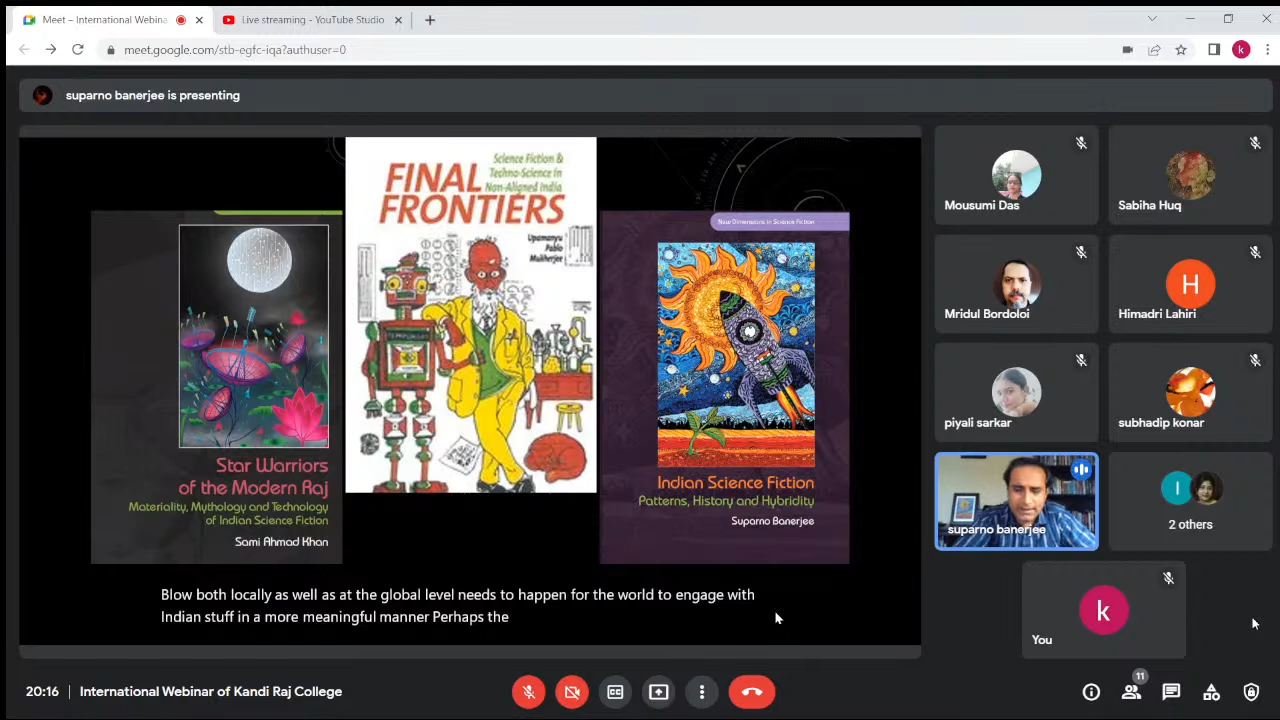 Meet – International Webina
Live streaming - YouTube Studio
meet.google.com/stb-egfc-iqa?authuser=0
k
suparno banerjee is presenting
Science Fiction &
Techno-Science in
Non-Aligned India
FINAL
FRONTIERS
Upamanyu
Pablo
Mukherjee
New Dimensions in Science Fiction
Star Warriors
of the Modern Raj
Materiality, Mythology and Technology
of Indian Science Fiction
Sami Ahmad Khan
Indian Science Fiction
Patterns, History and Hybridity
Suparno Banerjee
Blow both locally as well as at the global level needs to happen for the world to engage with
Indian stuff in a more meaningful manner Perhaps the
Mousumi Das
Sabiha Huq
Mridul Bordoloi
H
Himadri Lahiri
piyali sarkar
subhadip konar
suparno banerjee
I
2 others
k
You
20:16 | International Webinar of Kandi Raj College
11